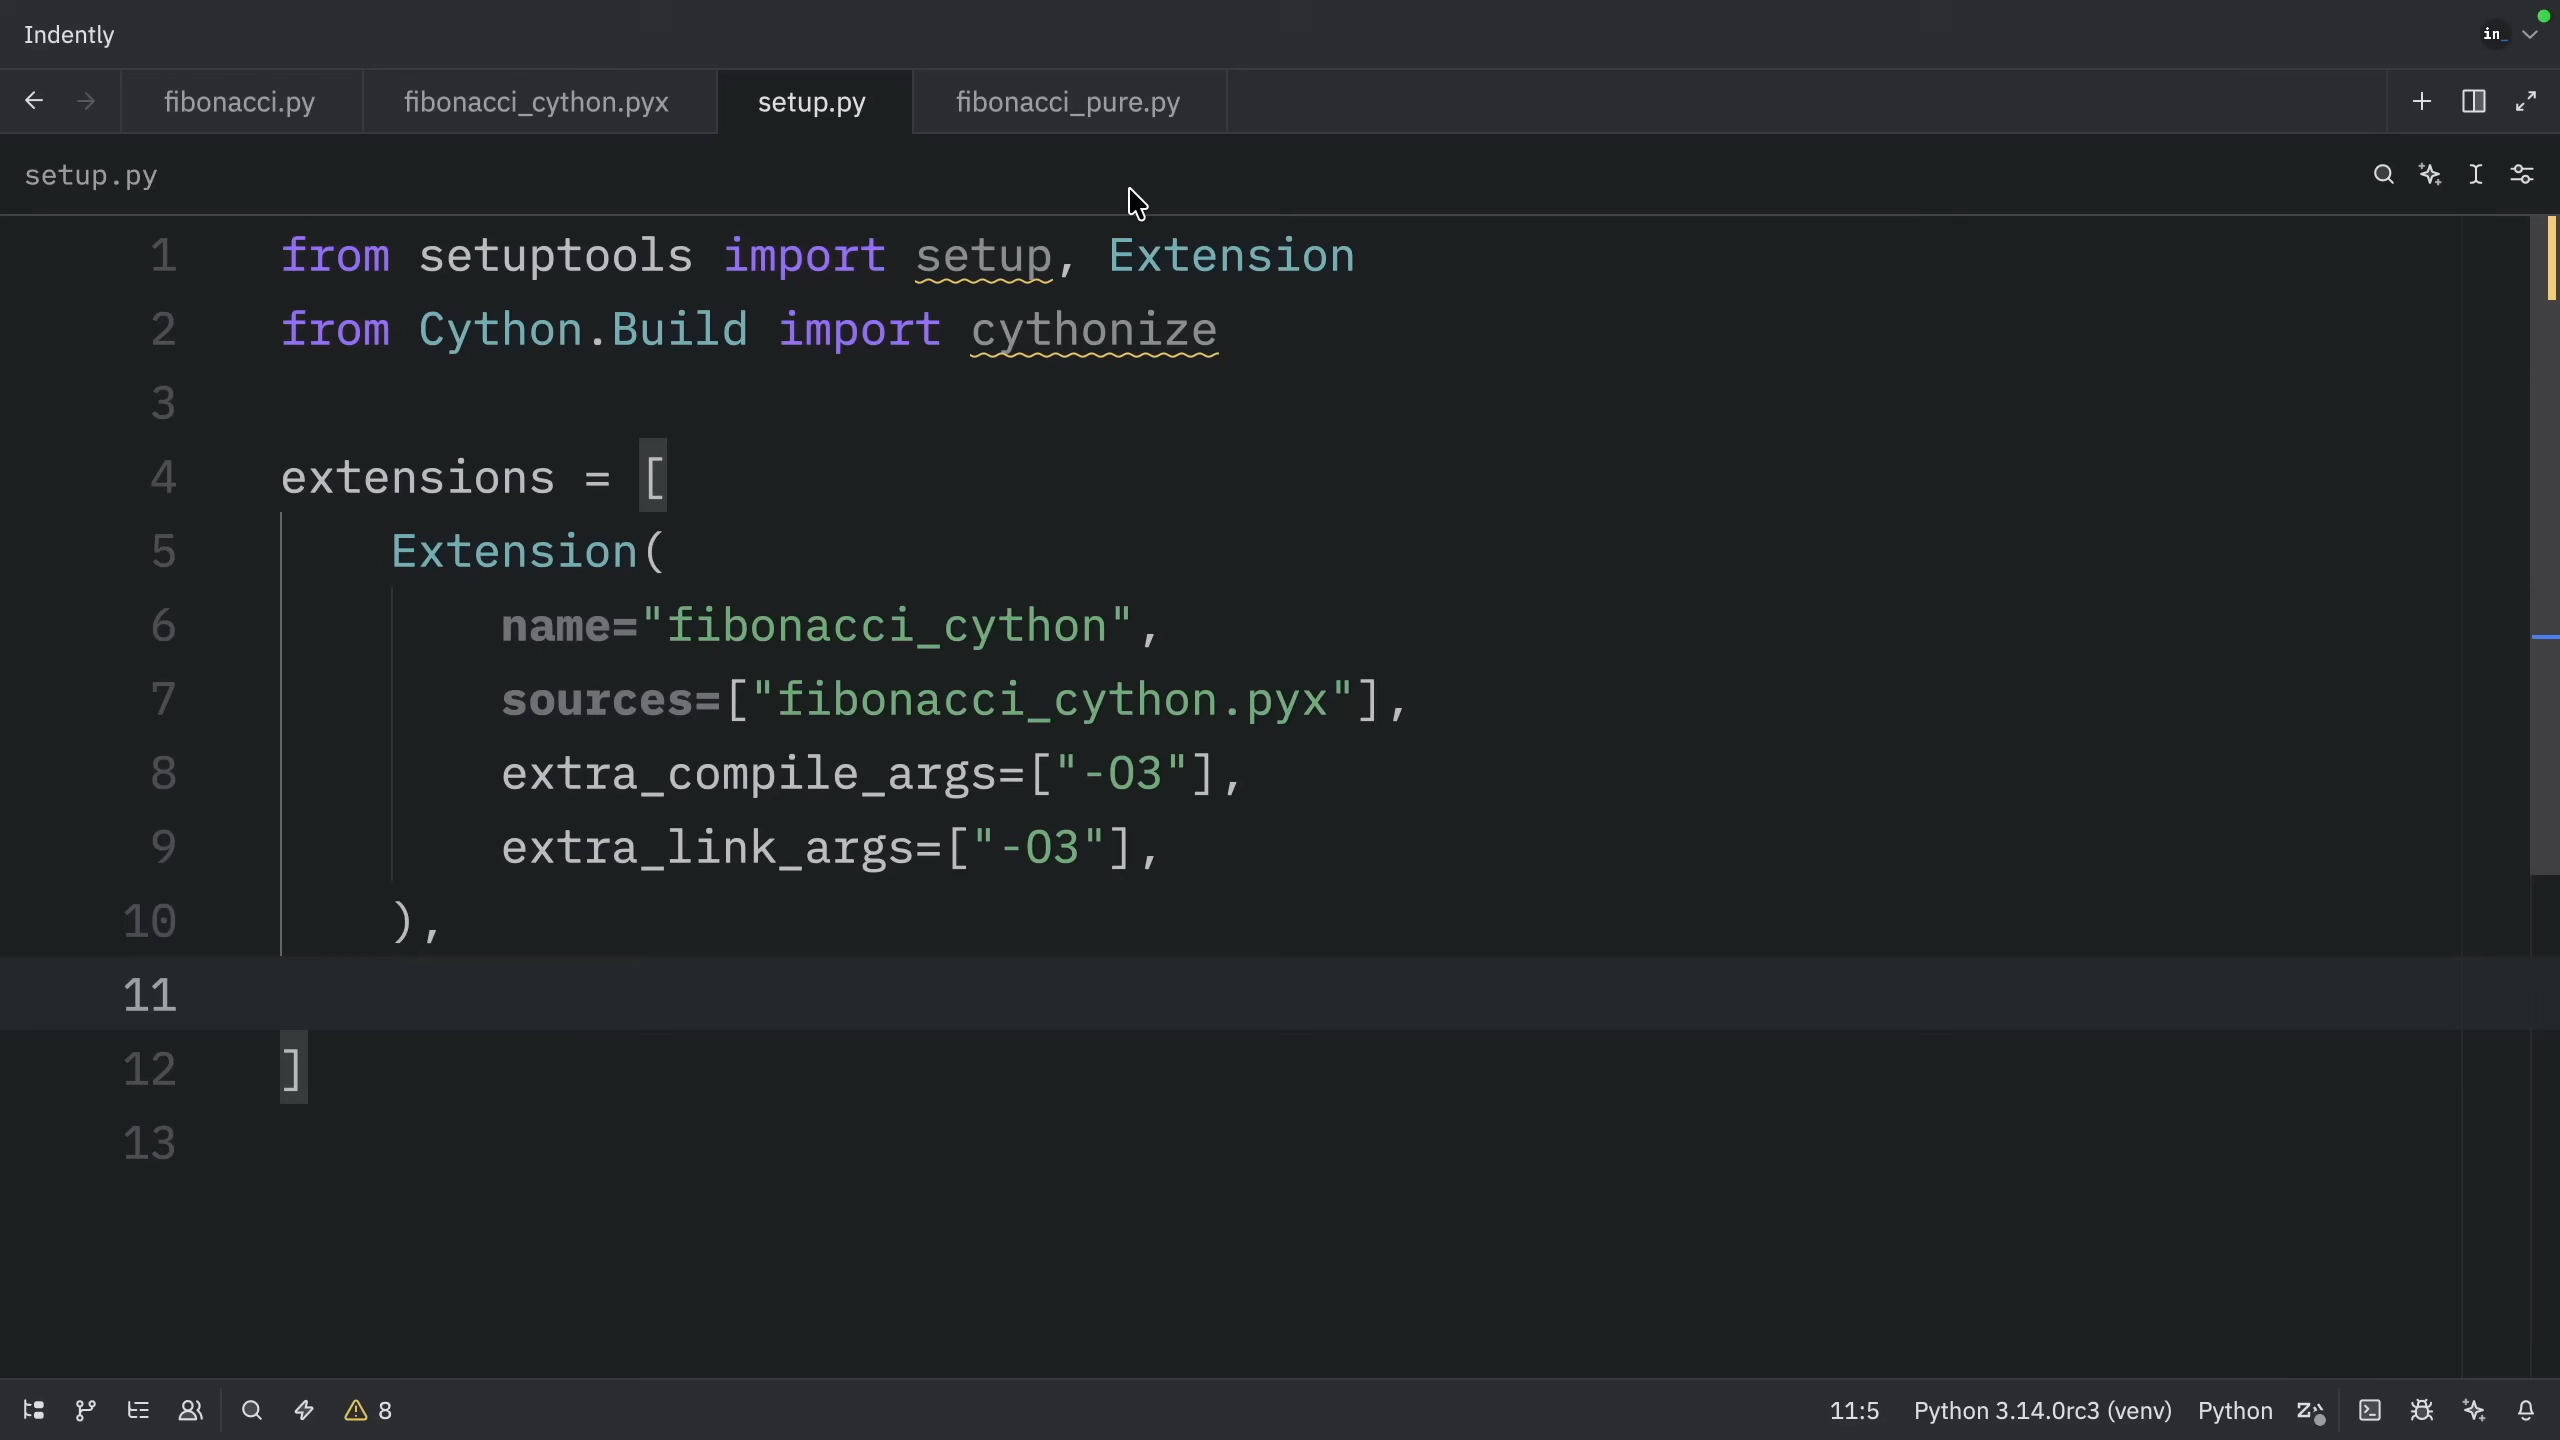 Indently
in_
fibonacci.py
fibonacci_cython.pyx
setup.py
fibonacci_pure.py
setup.py
1 from setuptools import setup, Extension
2 from Cython.Build import cythonize
3
4 extensions = [
5     Extension(
6         name="fibonacci_cython",
7         sources=["fibonacci_cython.pyx"],
8         extra_compile_args=["-O3"],
9         extra_link_args=["-O3"],
10     ),
11
12 ]
13
8
11:5
Python 3.14.0rc3 (venv)
Python